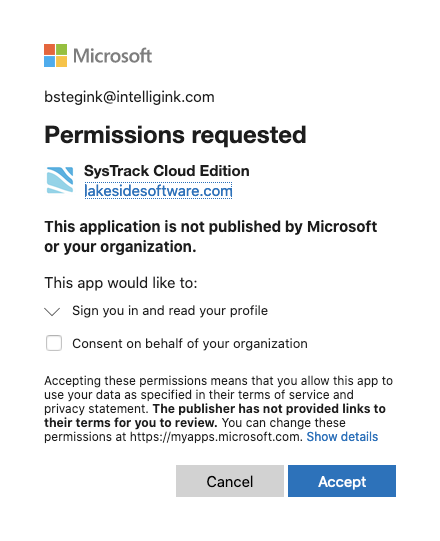 Microsoft
bstegink@intelligink.com
Permissions requested
SysTrack Cloud Edition
lakesidesoftware.com
This application is not published by Microsoft
or your organization.
This app would like to:
Sign you in and read your profile
Consent on behalf of your organization
Accepting these permissions means that you allow this app to
use your data as specified in their terms of service and
privacy statement. The publisher has not provided links to
their terms for you to review. You can change these
permissions at https://myapps.microsoft.com. Show details
Cancel Accept